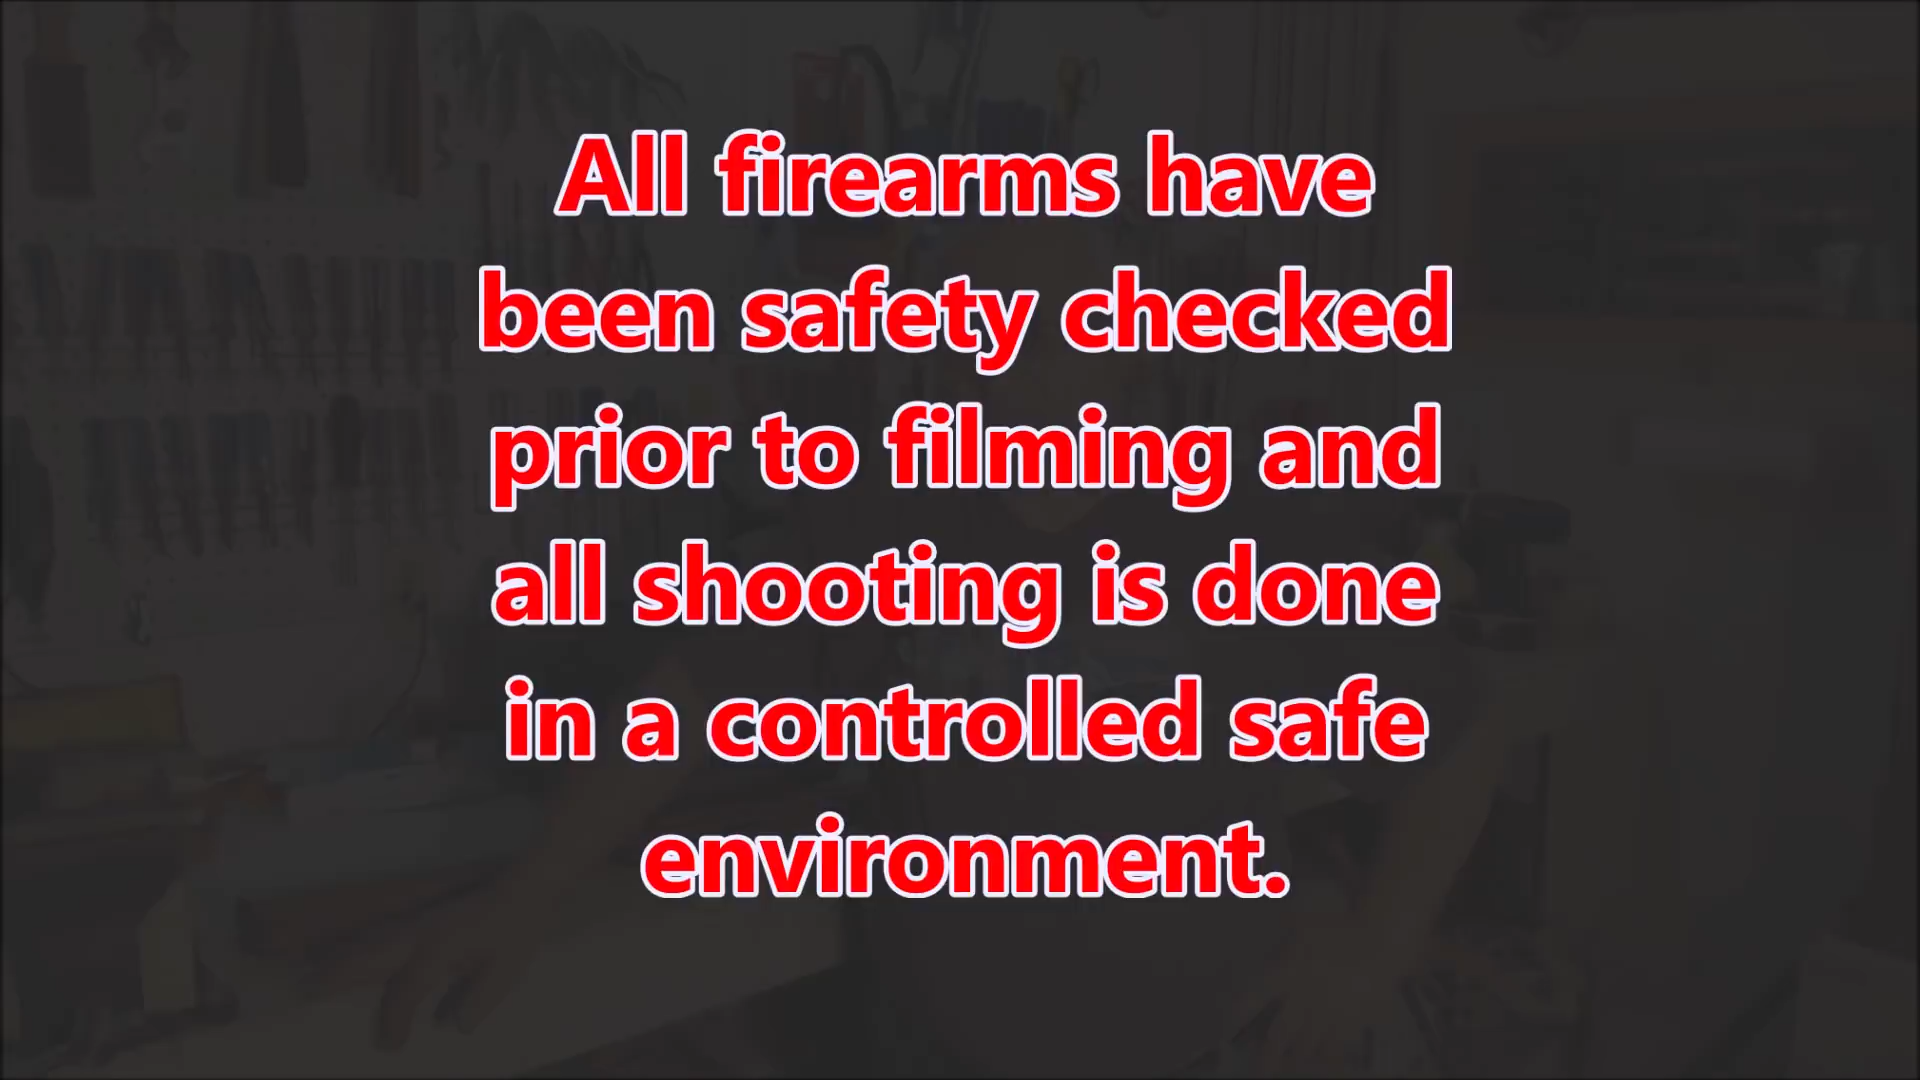 All firearms have
been safety checked
prior to filming and
all shooting is done
in a controlled safe
environment.